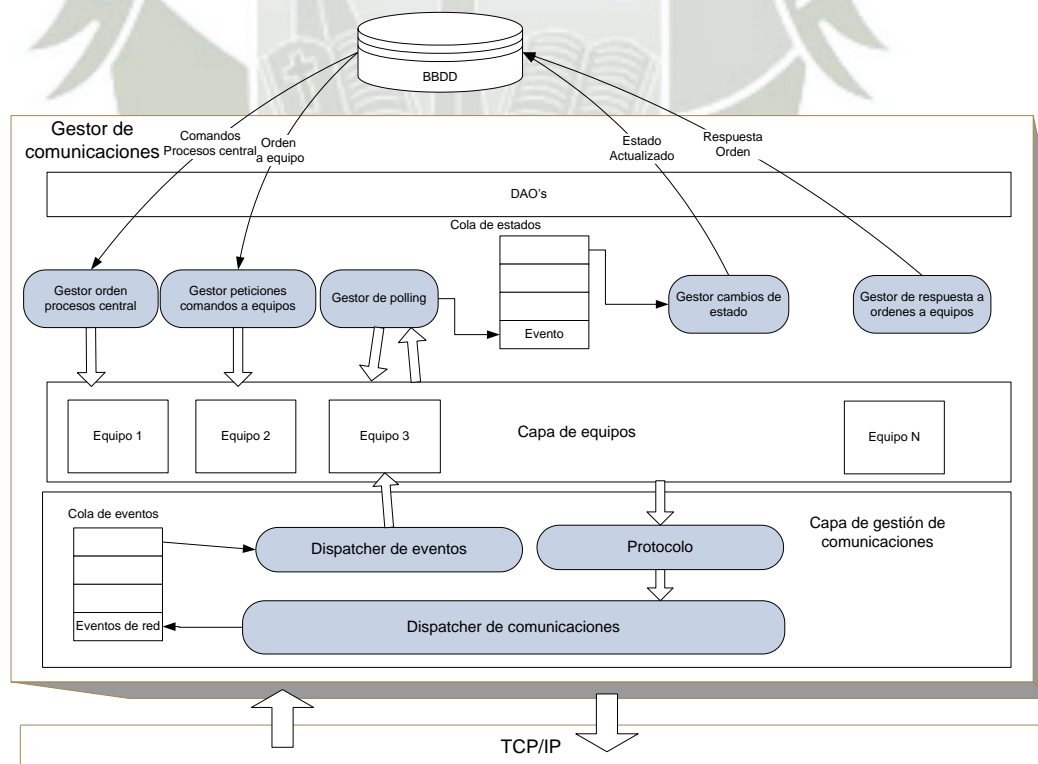 BBDD
Gestor de
comunicaciones
Comandos
Procesos central
Orden
a equipo
Estado
Actualizado
Respuesta
Orden
DAO's
Cola de estados
Gestor orden
procesos central
Gestor peticiones
comandos a equipos
Gestor de polling
Evento
Gestor cambios de
estado
Gestor de respuesta a
ordenes a equipos
Equipo 1
Equipo 2
Equipo 3
Capa de equipos
Equipo N
Cola de eventos
Eventos de red
Dispatcher de eventos
Protocolo
Capa de gestión de
comunicaciones
Dispatcher de comunicaciones
TCP/IP